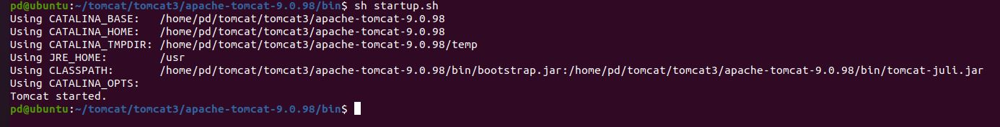 pd@ubuntu:~/tomcat/tomcat3/apache-tomcat-9.0.98/bin$ sh startup.sh
Using CATALINA_BASE:   /home/pd/tomcat/tomcat3/apache-tomcat-9.0.98
Using CATALINA_HOME:   /home/pd/tomcat/tomcat3/apache-tomcat-9.0.98
Using CATALINA_TMPDIR: /home/pd/tomcat/tomcat3/apache-tomcat-9.0.98/temp
Using JRE_HOME:        /usr
Using CLASSPATH:       /home/pd/tomcat/tomcat3/apache-tomcat-9.0.98/bin/bootstrap.jar:/home/pd/tomcat/tomcat3/apache-tomcat-9.0.98/bin/tomcat-juli.jar
Using CATALINA_OPTS:
Tomcat started.
pd@ubuntu:~/tomcat/tomcat3/apache-tomcat-9.0.98/bin$